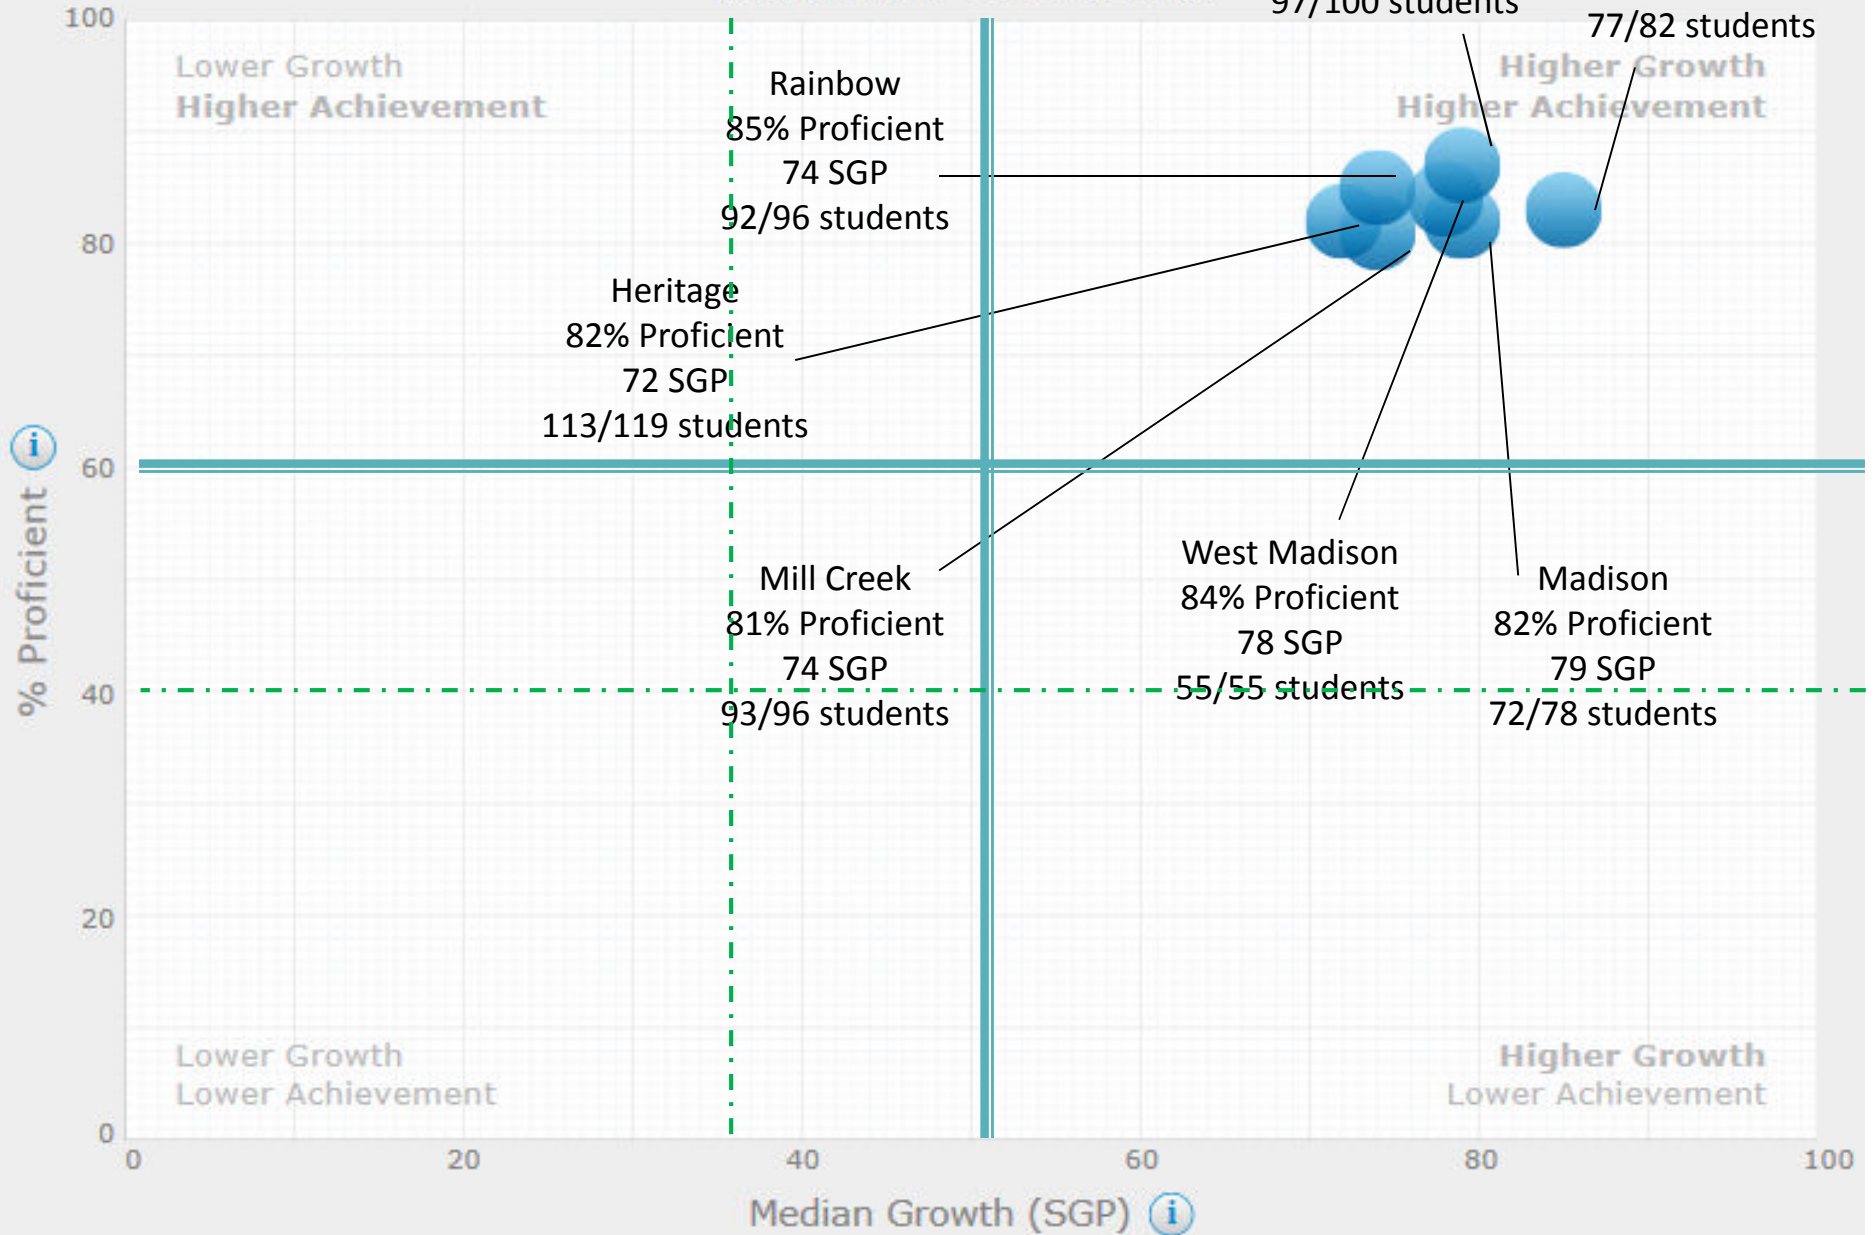 97/100 students
77/82 students
100
Lower Growth
Higher Achievement
Higher Growth
Higher Achievement
Rainbow
85% Proficient
74 SGP
92/96 students
80
Heritage
82% Proficient
72 SGP
113/119 students
60
% Proficient
Mill Creek
81% Proficient
74 SGP
93/96 students
West Madison
84% Proficient
78 SGP
55/55 students
Madison
82% Proficient
79 SGP
72/78 students
40
20
Lower Growth
Lower Achievement
Higher Growth
Lower Achievement
0
0 20 40 60 80 100
Median Growth (SGP)